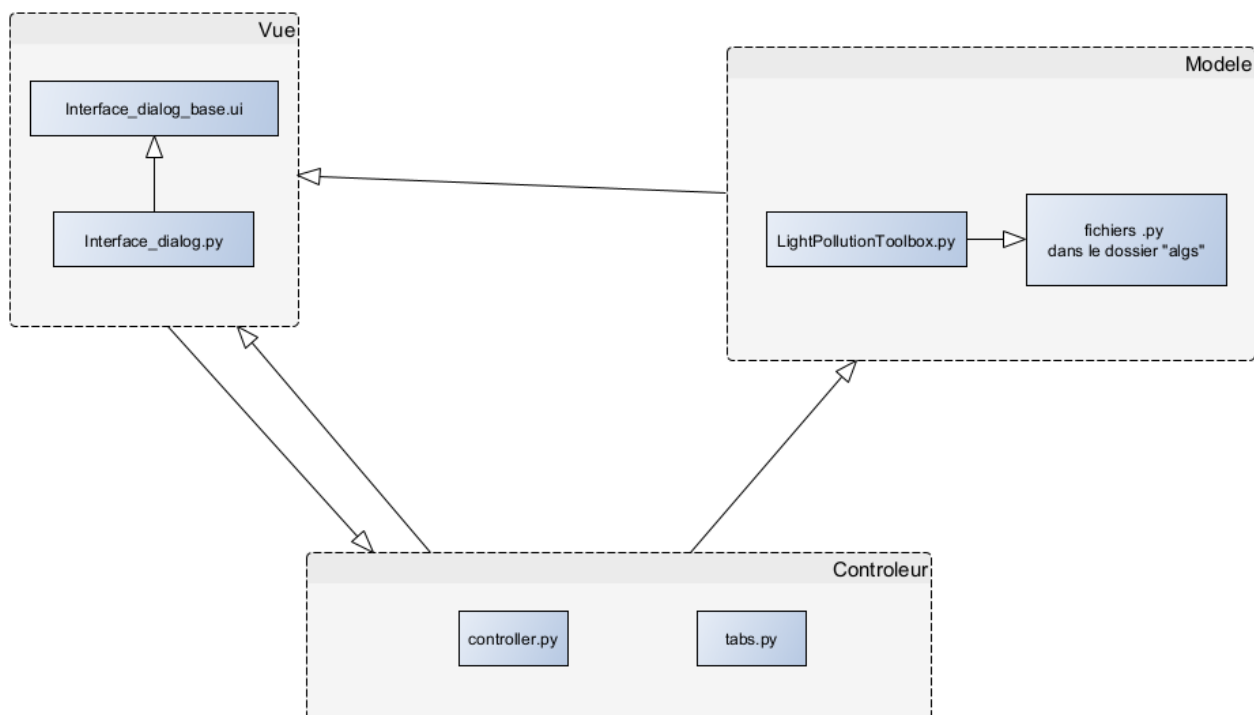 Vue
Interface_dialog_base.ui
Interface_dialog.py
Modele
LightPollutionToolbox.py
fichiers .py
dans le dossier "algs"
Controleur
controller.py
tabs.py